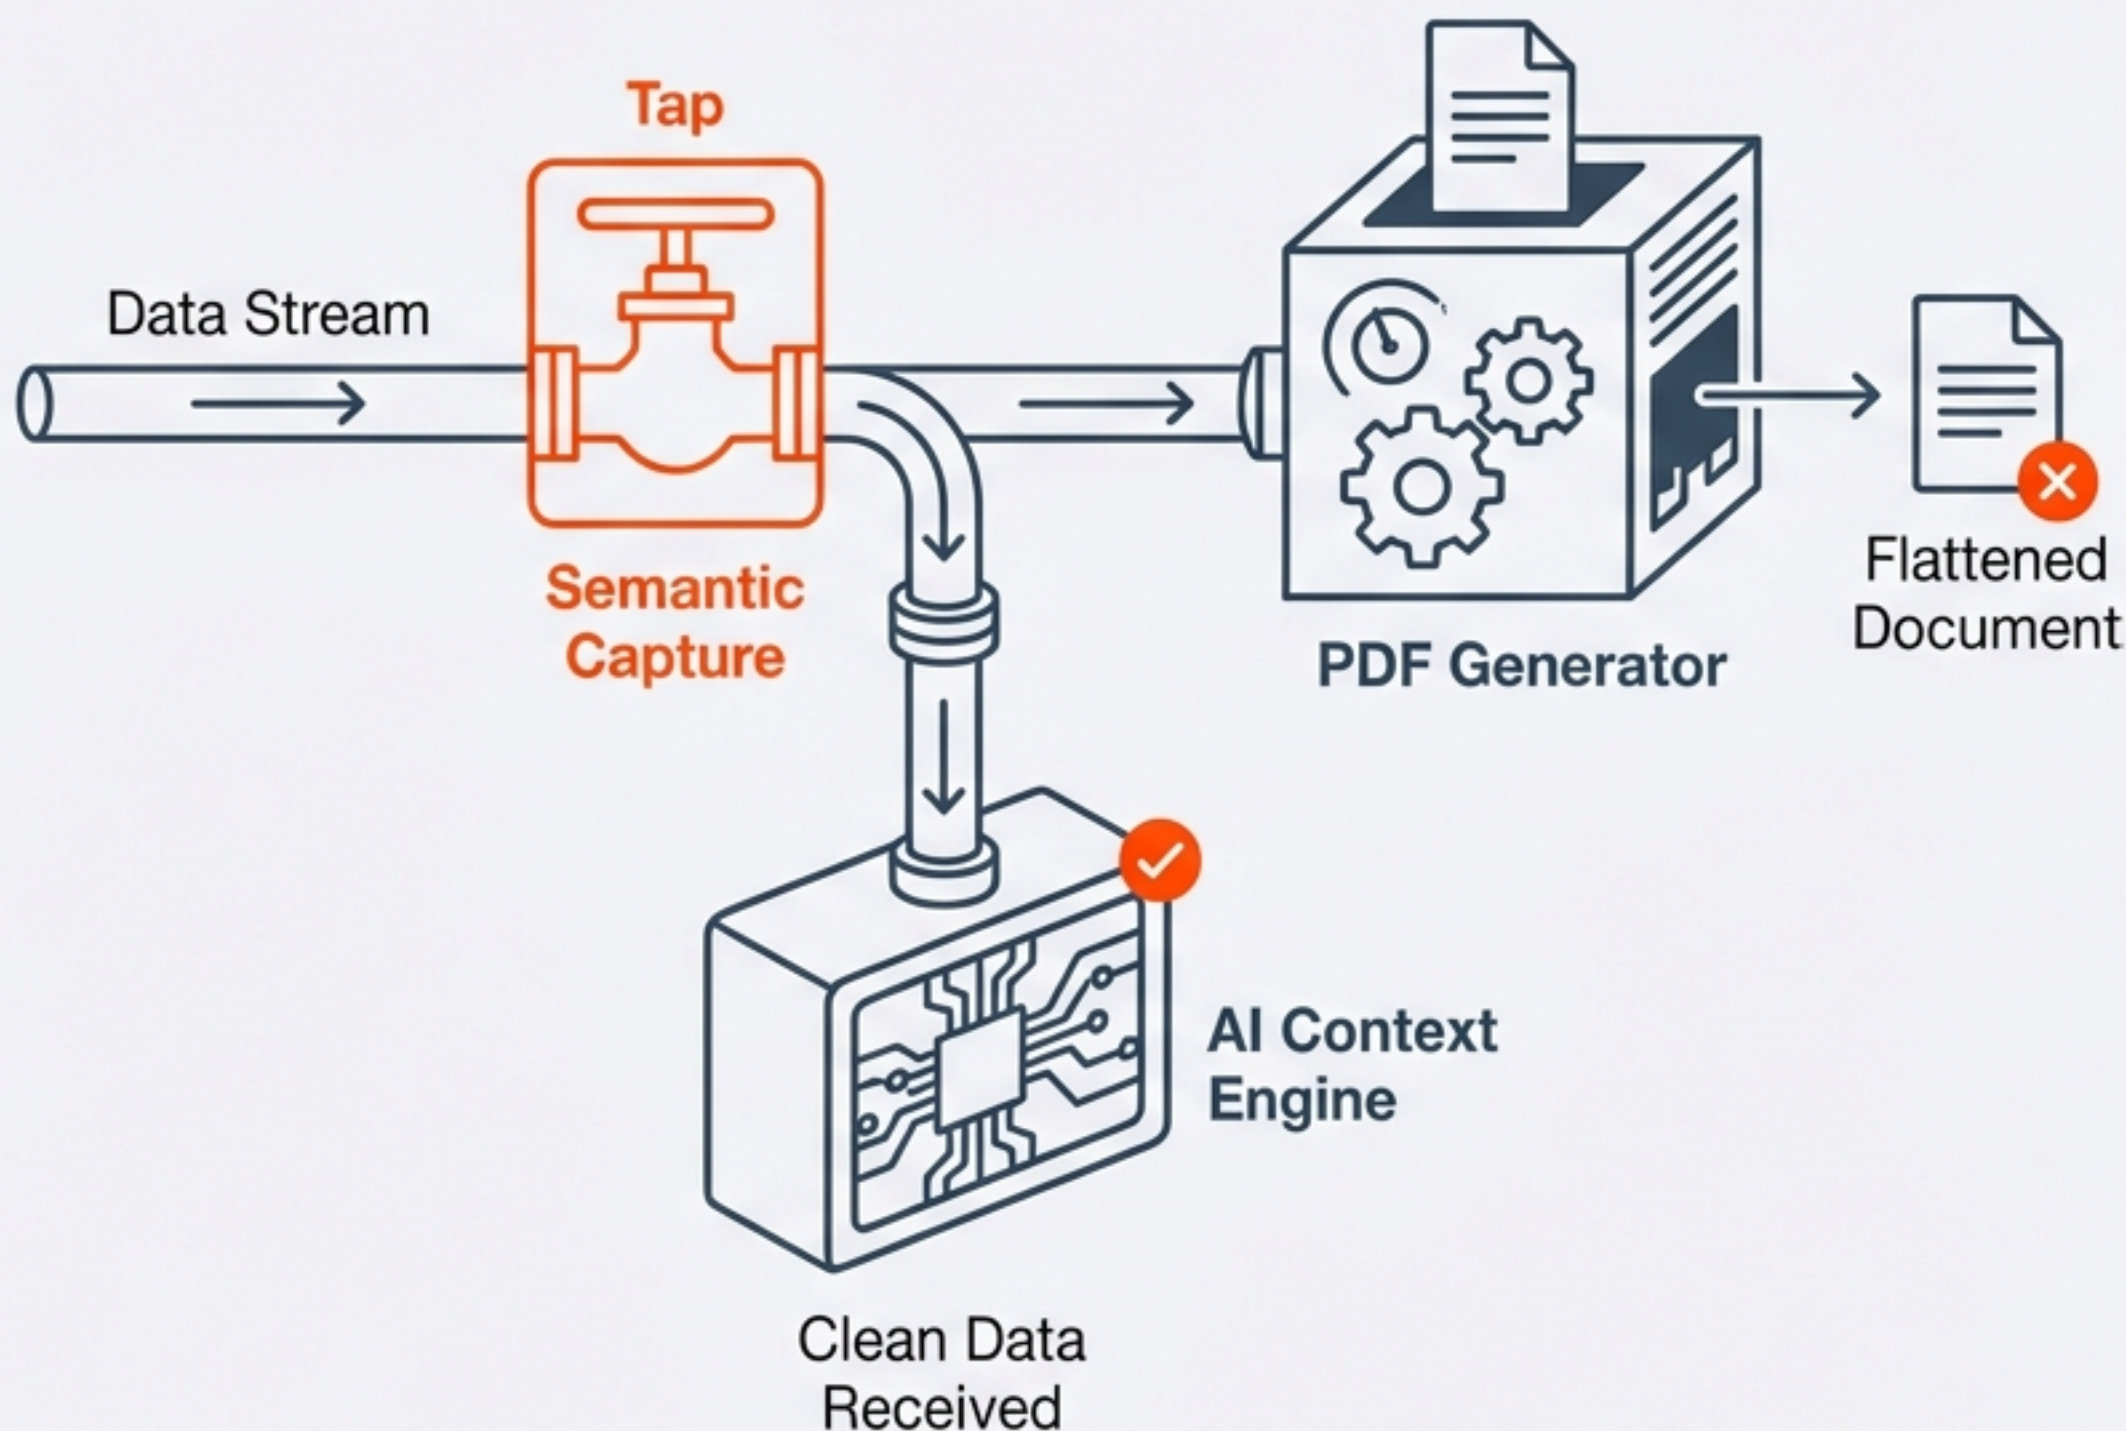 Tap
Data Stream
Semantic
Capture
PDF Generator
Flattened
Document
AI Context
Engine
Clean Data
Received